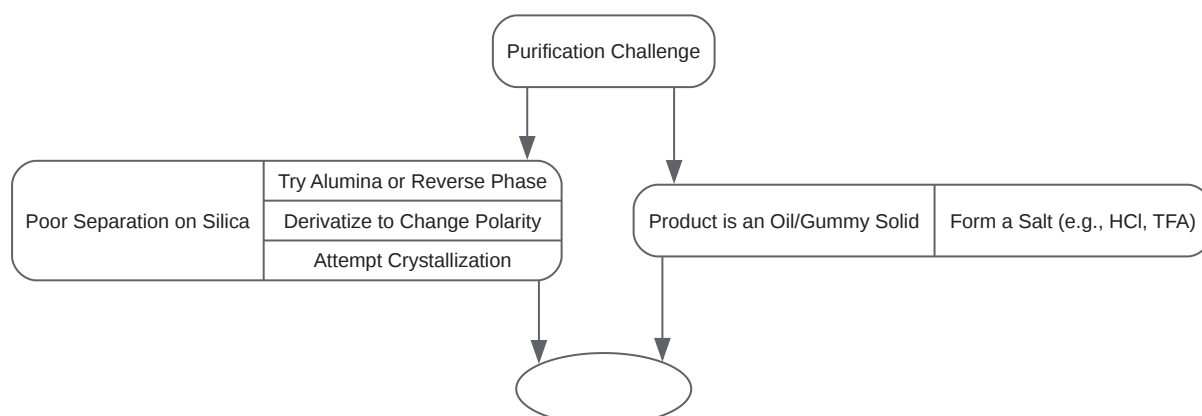 Purification Challenge
Poor Separation on Silica
Try Alumina or Reverse Phase
Derivatize to Change Polarity
Attempt Crystallization
Product is an Oil/Gummy Solid
Form a Salt (e.g., HCl, TFA)